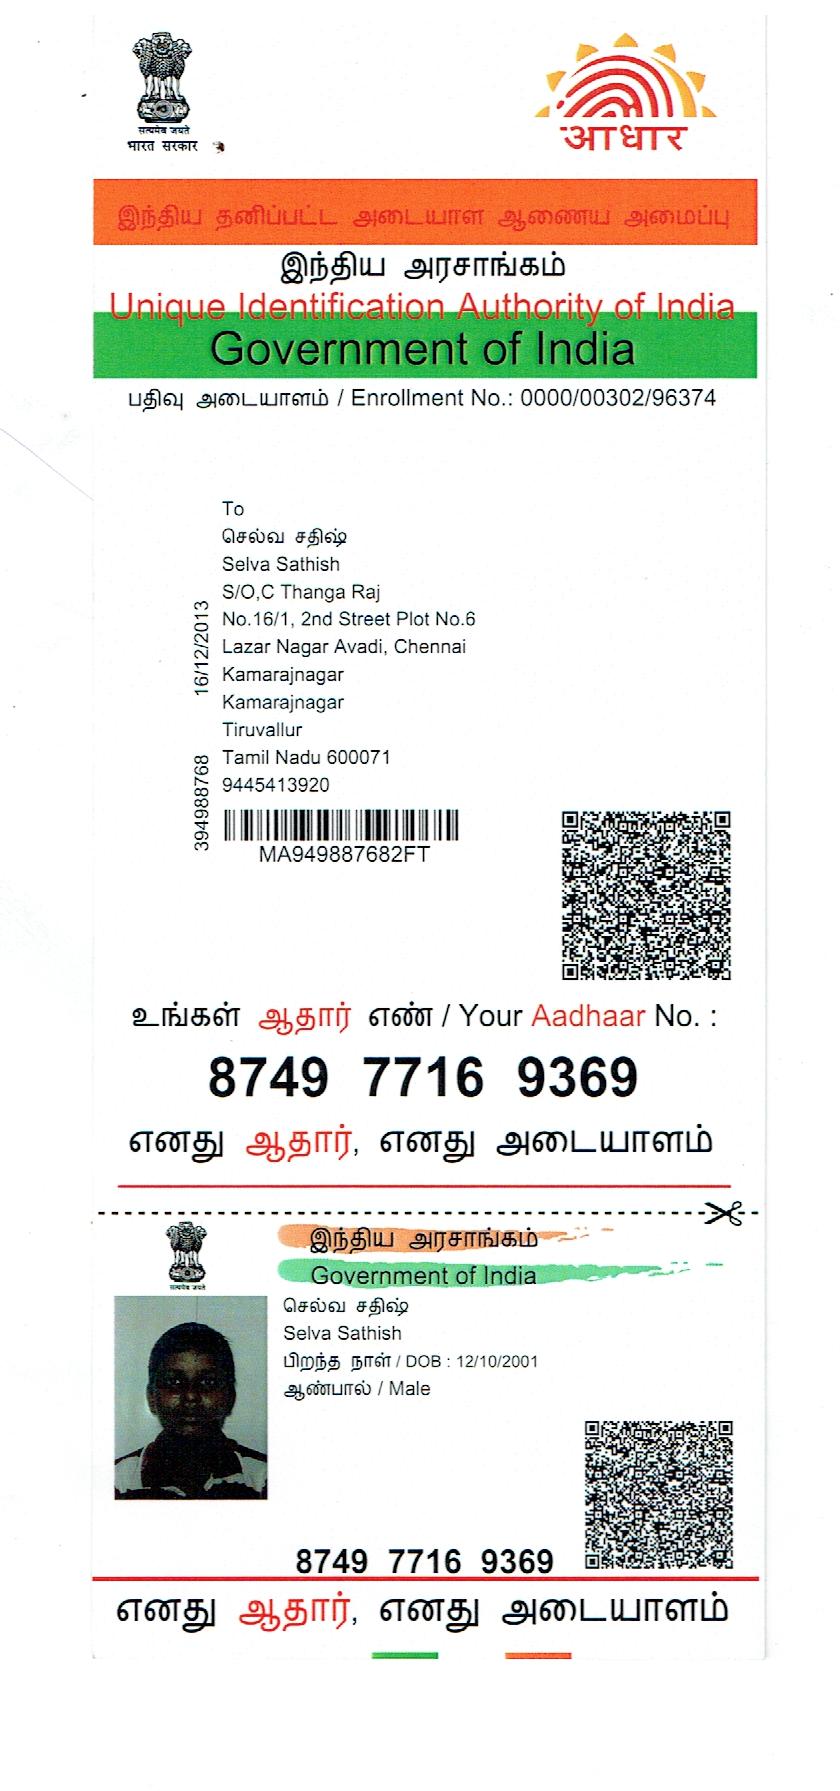 सत्यमेव जयते
भारत सरकार
आधार
இந்திய தனிப்பட்ட அடையாள ஆணைய அமைப்பு
இந்திய அரசாங்கம்
Unique Identification Authority of India
Government of India
பதிவு அடையாளம் / Enrollment No.: 0000/00302/96374
To
செல்வ சதிஷ்
Selva Sathish
S/O,C Thanga Raj
No.16/1, 2nd Street Plot No.6
Lazar Nagar Avadi, Chennai
Kamarajnagar
Kamarajnagar
Tiruvallur
Tamil Nadu 600071
9445413920
394988768 16/12/2013
MA949887682FT
உங்கள் ஆதார் எண் / Your Aadhaar No. :
8749 7716 9369
எனது ஆதார், எனது அடையாளம்
सत्यमेव जयते
இந்திய அரசாங்கம்
Government of India
செல்வ சதிஷ்
Selva Sathish
பிறந்த நாள் / DOB : 12/10/2001
ஆண்பால் / Male
8749 7716 9369
எனது ஆதார், எனது அடையாளம்